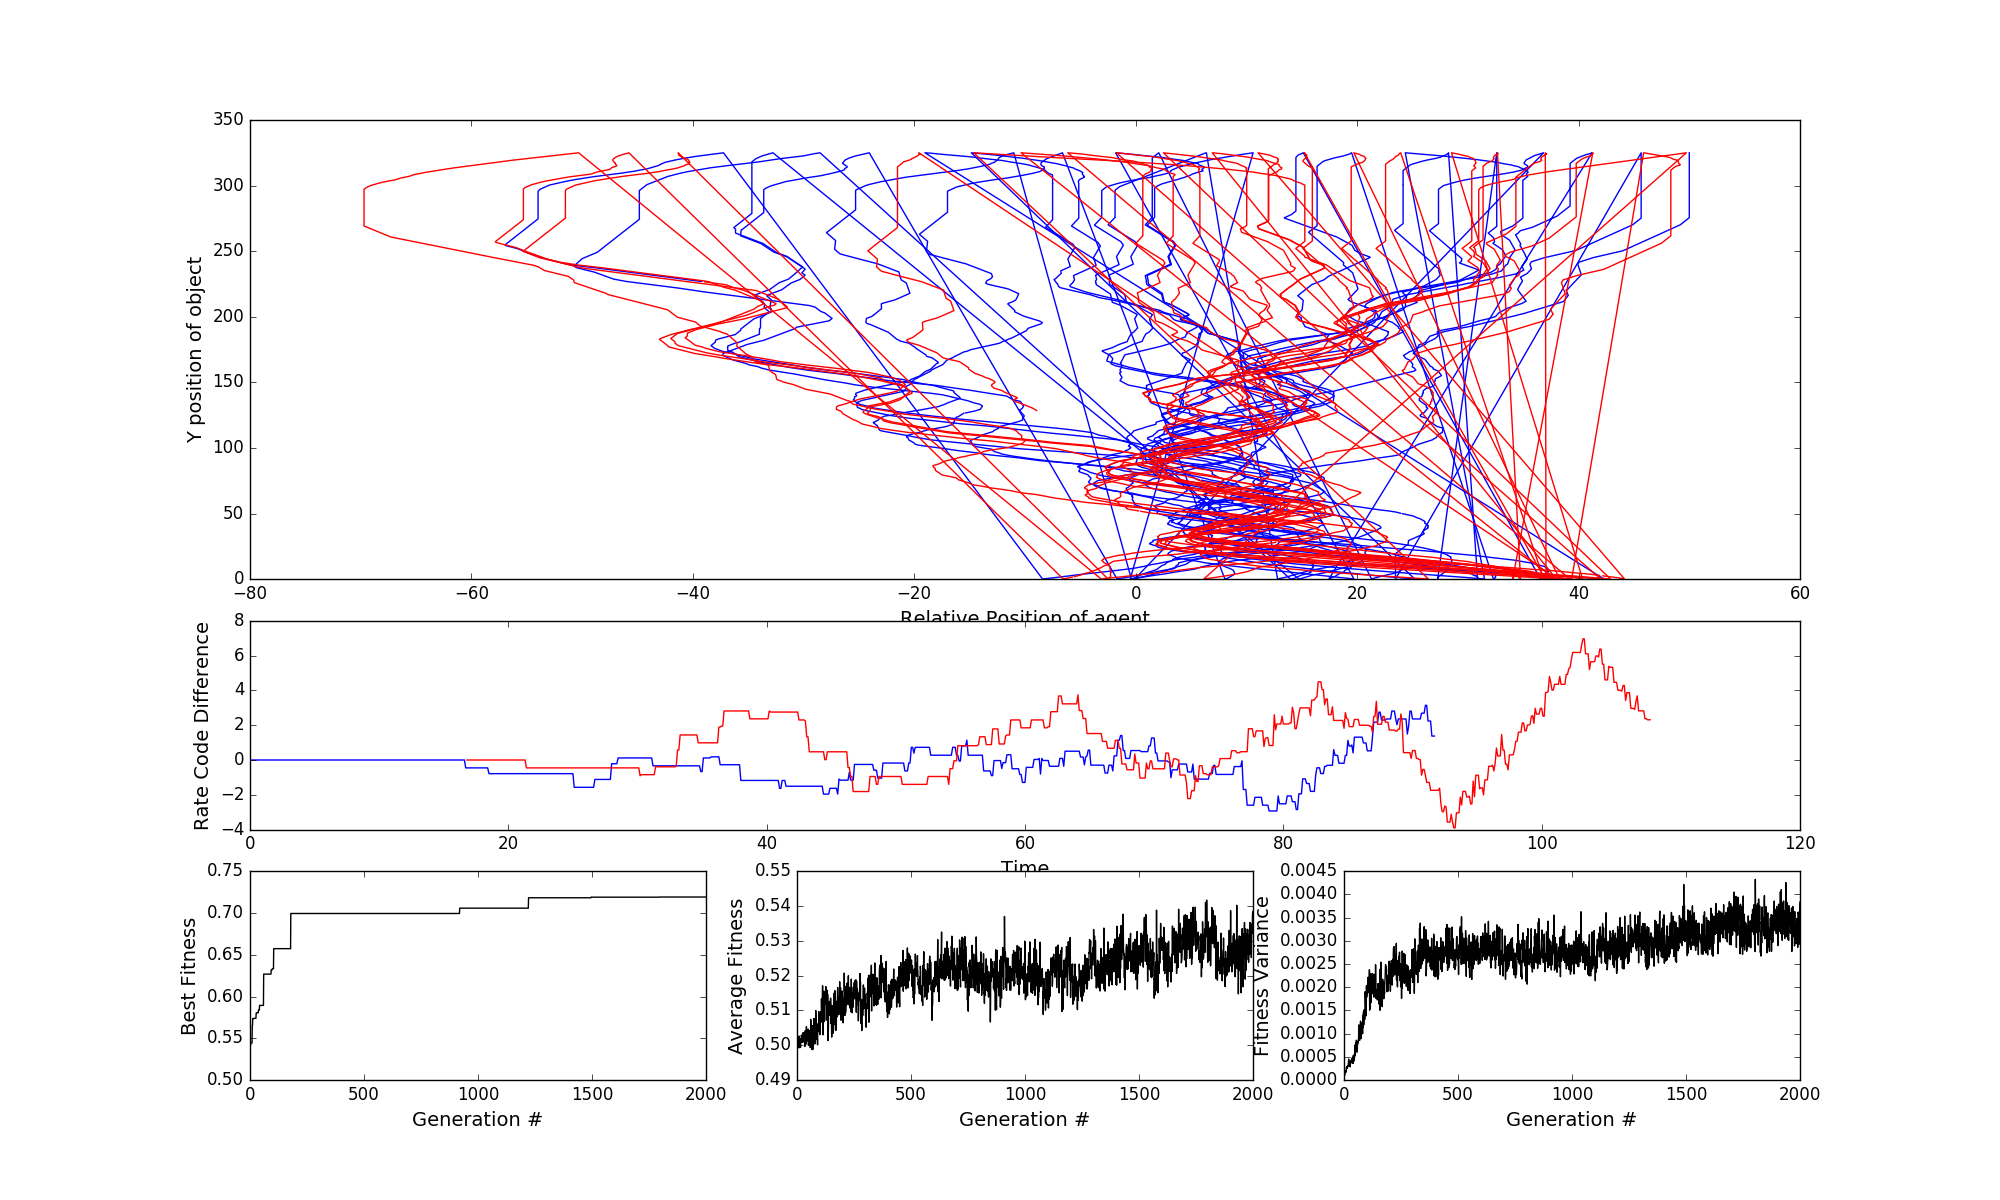 350
300
250
200
150
100
50
0
Y position of object
−80 −60 −40 −20 0 20 40 60
Relative Position of agent
8
6
4
2
0
−2
−4
Rate Code Difference
0 20 40 60 80 100 120
Time
0.75
0.70
0.65
0.60
0.55
0.50
Best Fitness
0 500 1000 1500 2000
Generation #
0.55
0.54
0.53
0.52
0.51
0.50
0.49
Average Fitness
0 500 1000 1500 2000
Generation #
0.0045
0.0040
0.0035
0.0030
0.0025
0.0020
0.0015
0.0010
0.0005
0.0000
Fitness Variance
0 500 1000 1500 2000
Generation #